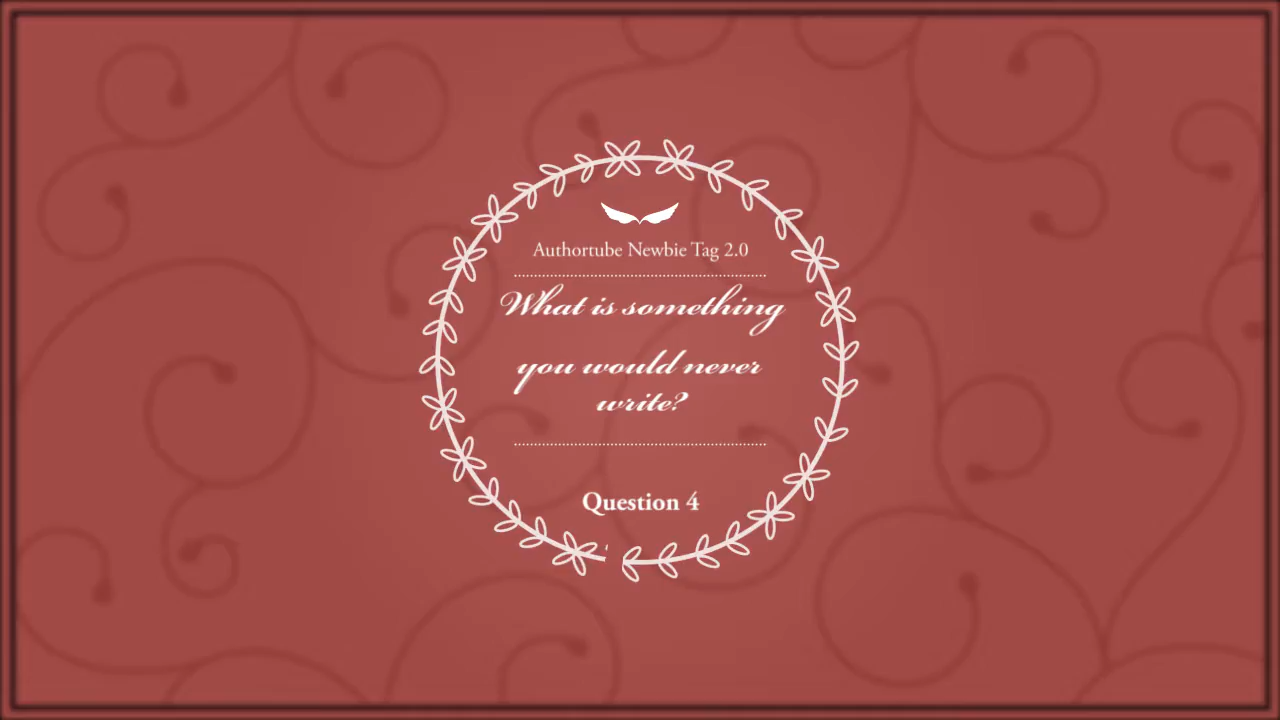 Authortube Newbie Tag 2.0
What is something
you would never
write?
Question 4